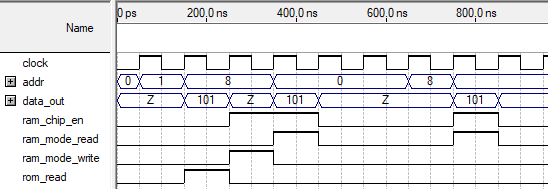 Name
0 ps 200,0 ns 400,0 ns 600,0 ns 800,0 ns
clock
addr 0 1 8 0 8
data_out Z 101 Z 101 Z 101
ram_chip_en
ram_mode_read
ram_mode_write
rom_read